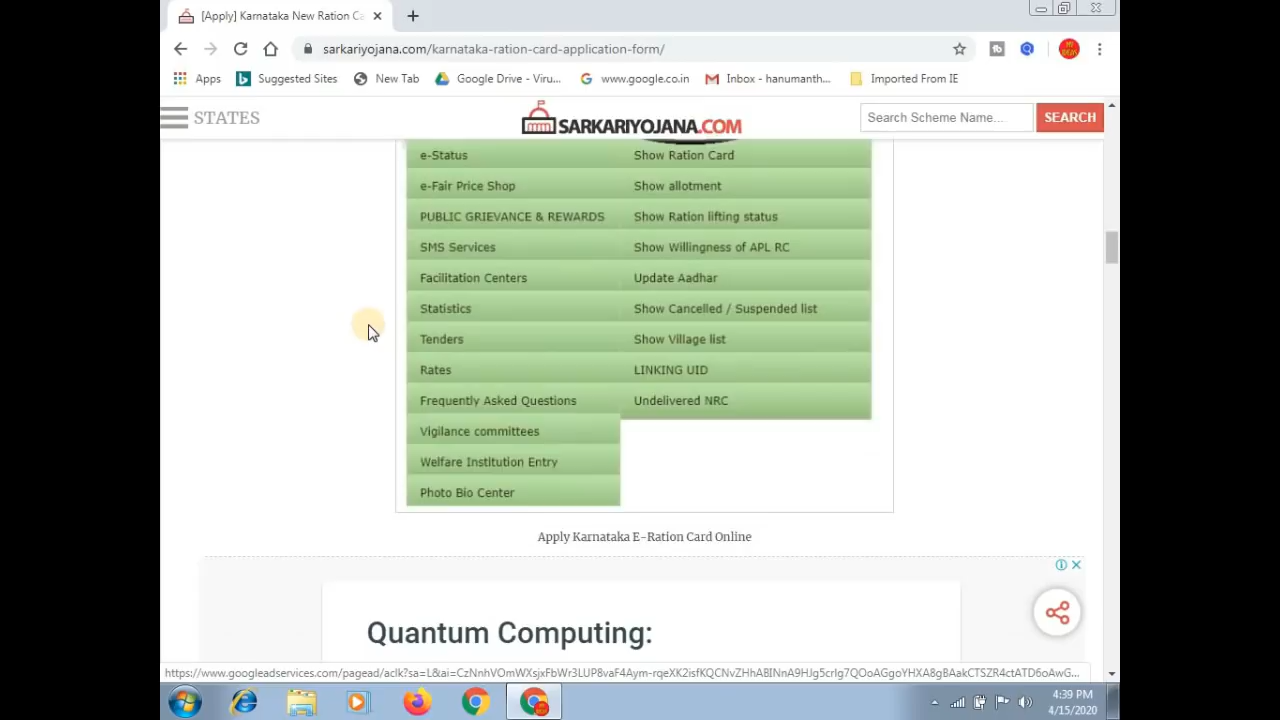 [Apply] Karnataka New Ration Ca
sarkariyojana.com/karnataka-ration-card-application-form/
Apps
Suggested Sites
New Tab
Google Drive - Viru...
www.google.co.in
Inbox - hanumanth...
Imported From IE
STATES
SARKARIYOJANA.COM
Search Scheme Name...
SEARCH
e-Status
Show Ration Card
e-Fair Price Shop
Show allotment
PUBLIC GRIEVANCE & REWARDS
Show Ration lifting status
SMS Services
Show Willingness of APL RC
Facilitation Centers
Update Aadhar
Statistics
Show Cancelled / Suspended list
Tenders
Show Village list
Rates
LINKING UID
Frequently Asked Questions
Undelivered NRC
Vigilance committees
Welfare Institution Entry
Photo Bio Center
Apply Karnataka E-Ration Card Online
Quantum Computing:
4:39 PM
4/15/2020